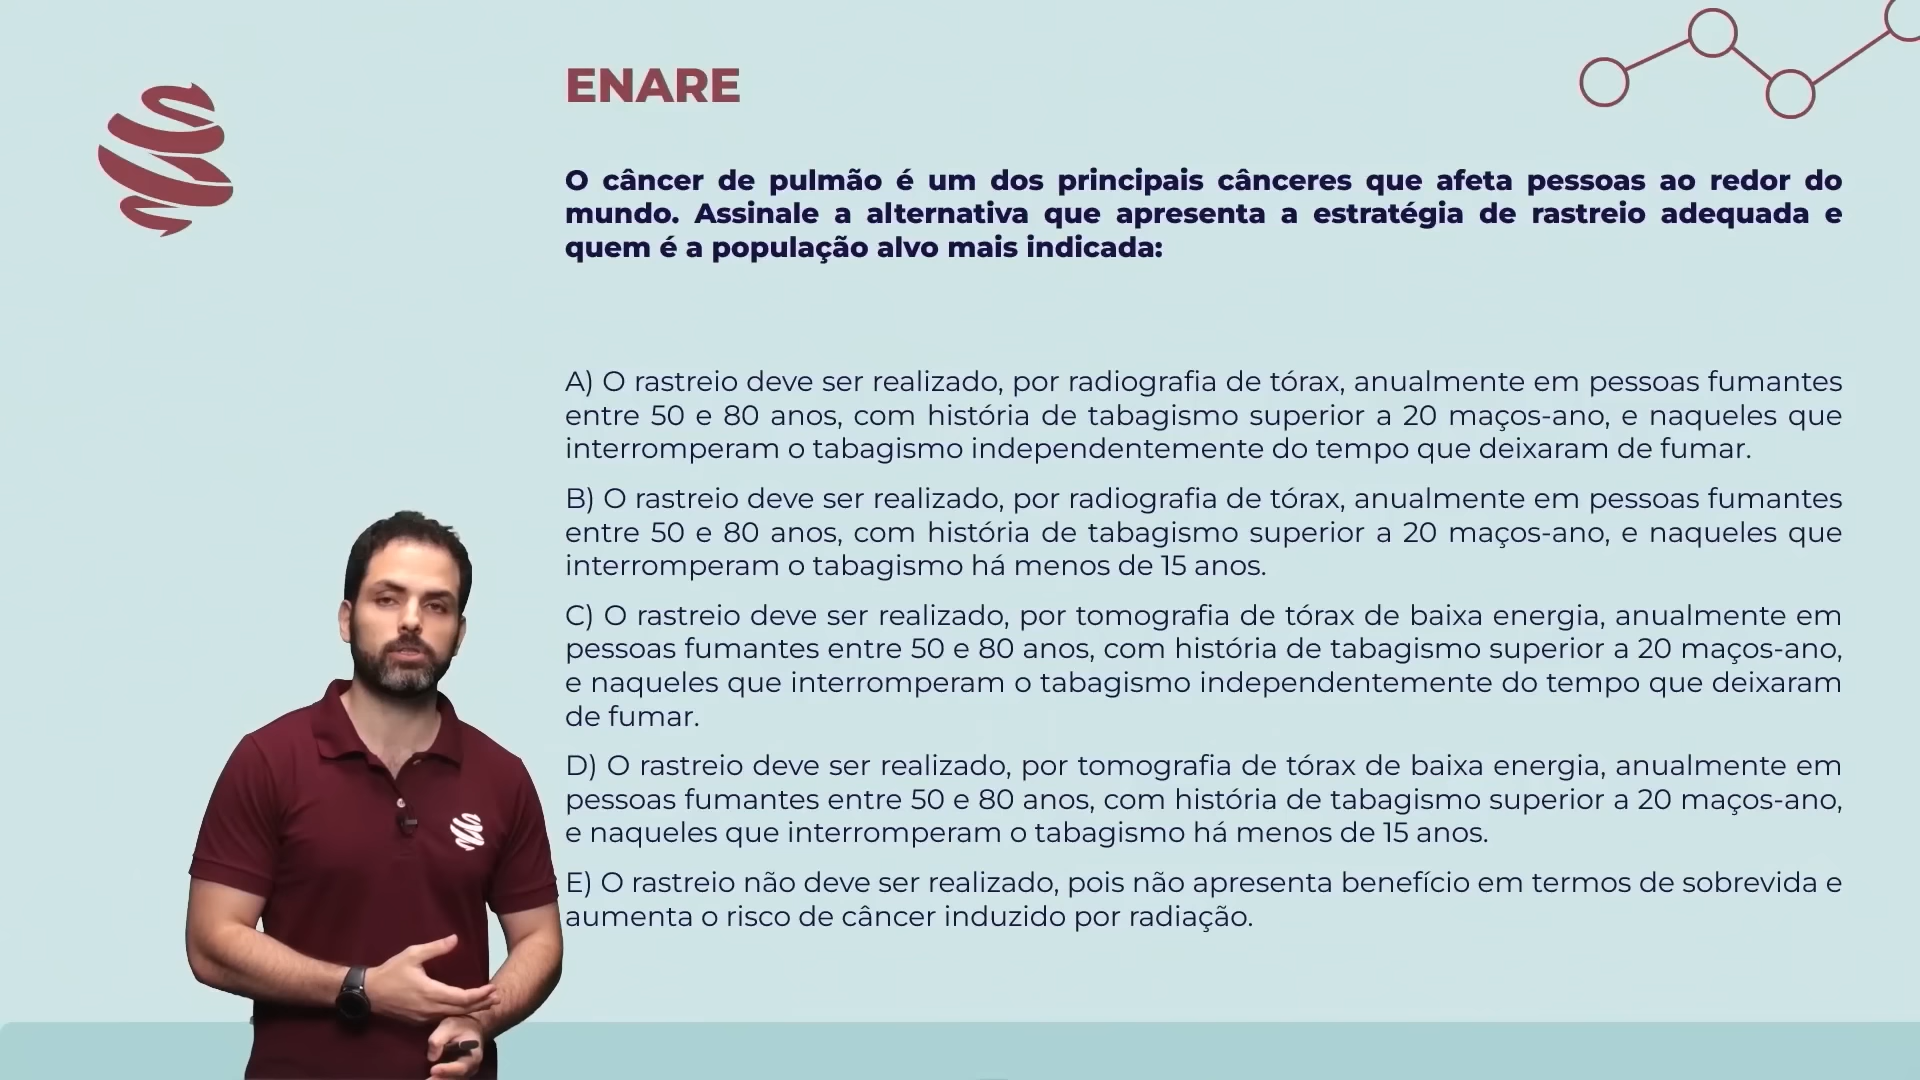 ENARE
O câncer de pulmão é um dos principais cânceres que afeta pessoas ao redor do
mundo. Assinale a alternativa que apresenta a estratégia de rastreio adequada e
quem é a população alvo mais indicada:
A) O rastreio deve ser realizado, por radiografia de tórax, anualmente em pessoas fumantes
entre 50 e 80 anos, com história de tabagismo superior a 20 maços-ano, e naqueles que
interromperam o tabagismo independentemente do tempo que deixaram de fumar.
B) O rastreio deve ser realizado, por radiografia de tórax, anualmente em pessoas fumantes
entre 50 e 80 anos, com história de tabagismo superior a 20 maços-ano, e naqueles que
interromperam o tabagismo há menos de 15 anos.
C) O rastreio deve ser realizado, por tomografia de tórax de baixa energia, anualmente em
pessoas fumantes entre 50 e 80 anos, com história de tabagismo superior a 20 maços-ano,
e naqueles que interromperam o tabagismo independentemente do tempo que deixaram
de fumar.
D) O rastreio deve ser realizado, por tomografia de tórax de baixa energia, anualmente em
pessoas fumantes entre 50 e 80 anos, com história de tabagismo superior a 20 maços-ano,
e naqueles que interromperam o tabagismo há menos de 15 anos.
E) O rastreio não deve ser realizado, pois não apresenta benefício em termos de sobrevida e
aumenta o risco de câncer induzido por radiação.